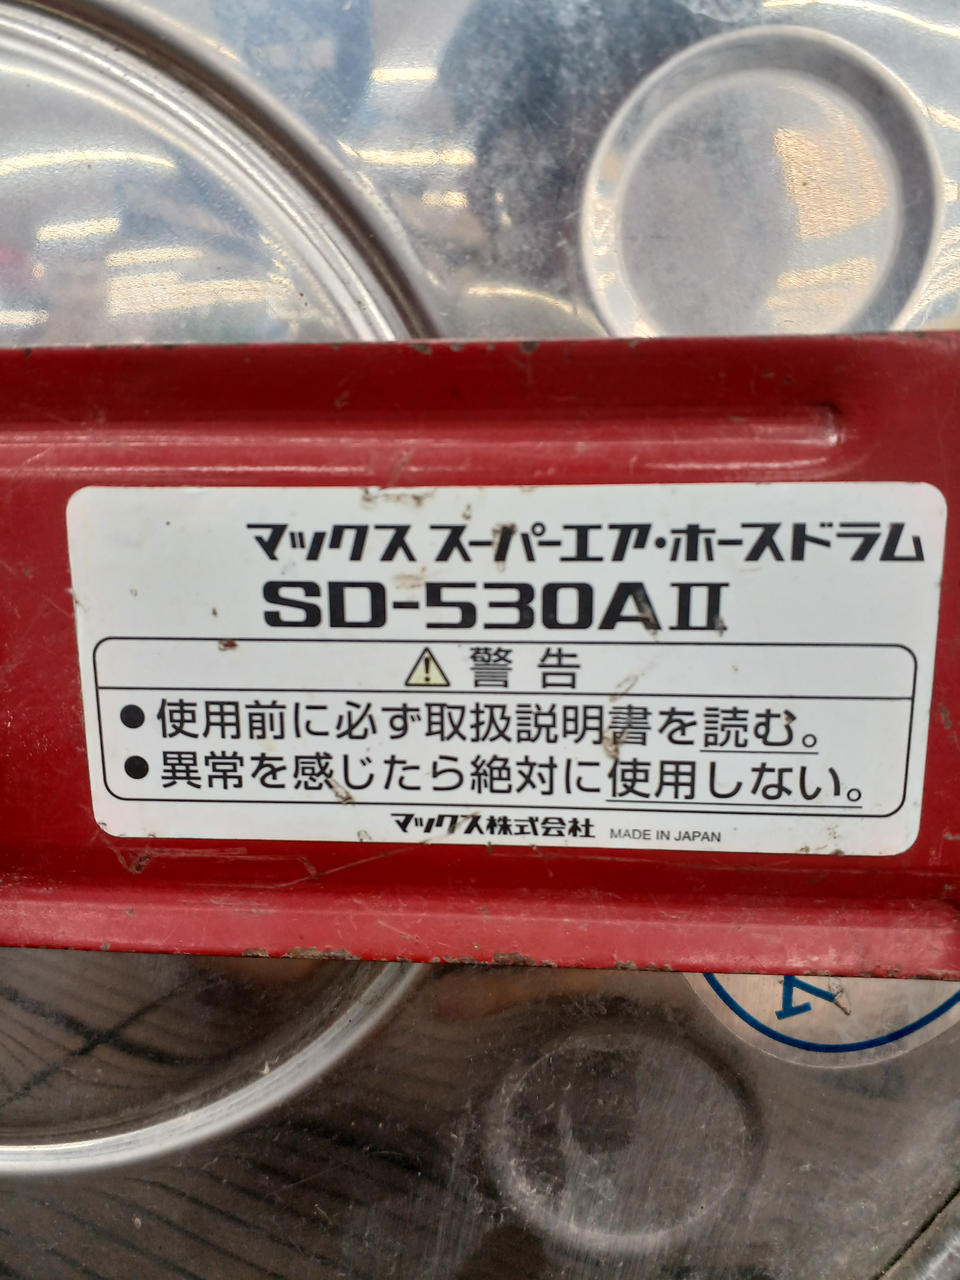 マックス スーパーエア・ホースドラム
SD-530AⅡ
警告
●使用前に必ず取扱説明書を読む。
●異常を感じたら絶対に使用しない。
マックス株式会社 MADE IN JAPAN